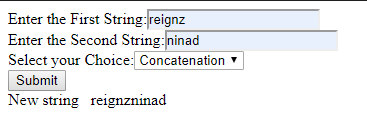 Enter the First String: reignz
Enter the Second String: ninad
Select your Choice: Concatenation
Submit
New string reignzninad